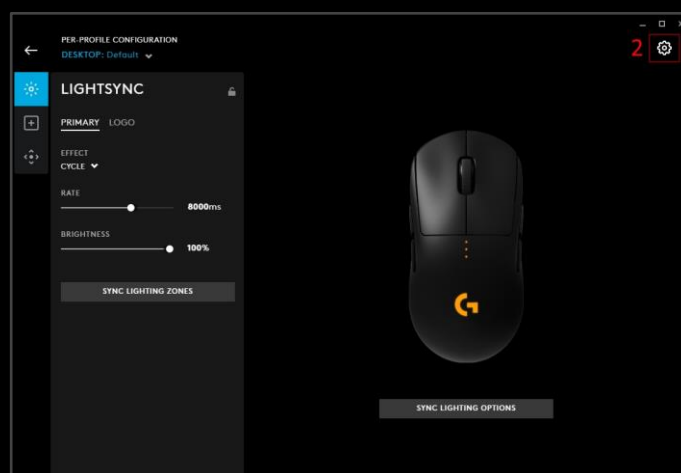 PER-PROFILE CONFIGURATION
DESKTOP: Default
2
LIGHTSYNC
PRIMARY LOGO
EFFECT
CYCLE
RATE
8000ms
BRIGHTNESS
100%
SYNC LIGHTING ZONES
G
SYNC LIGHTING OPTIONS